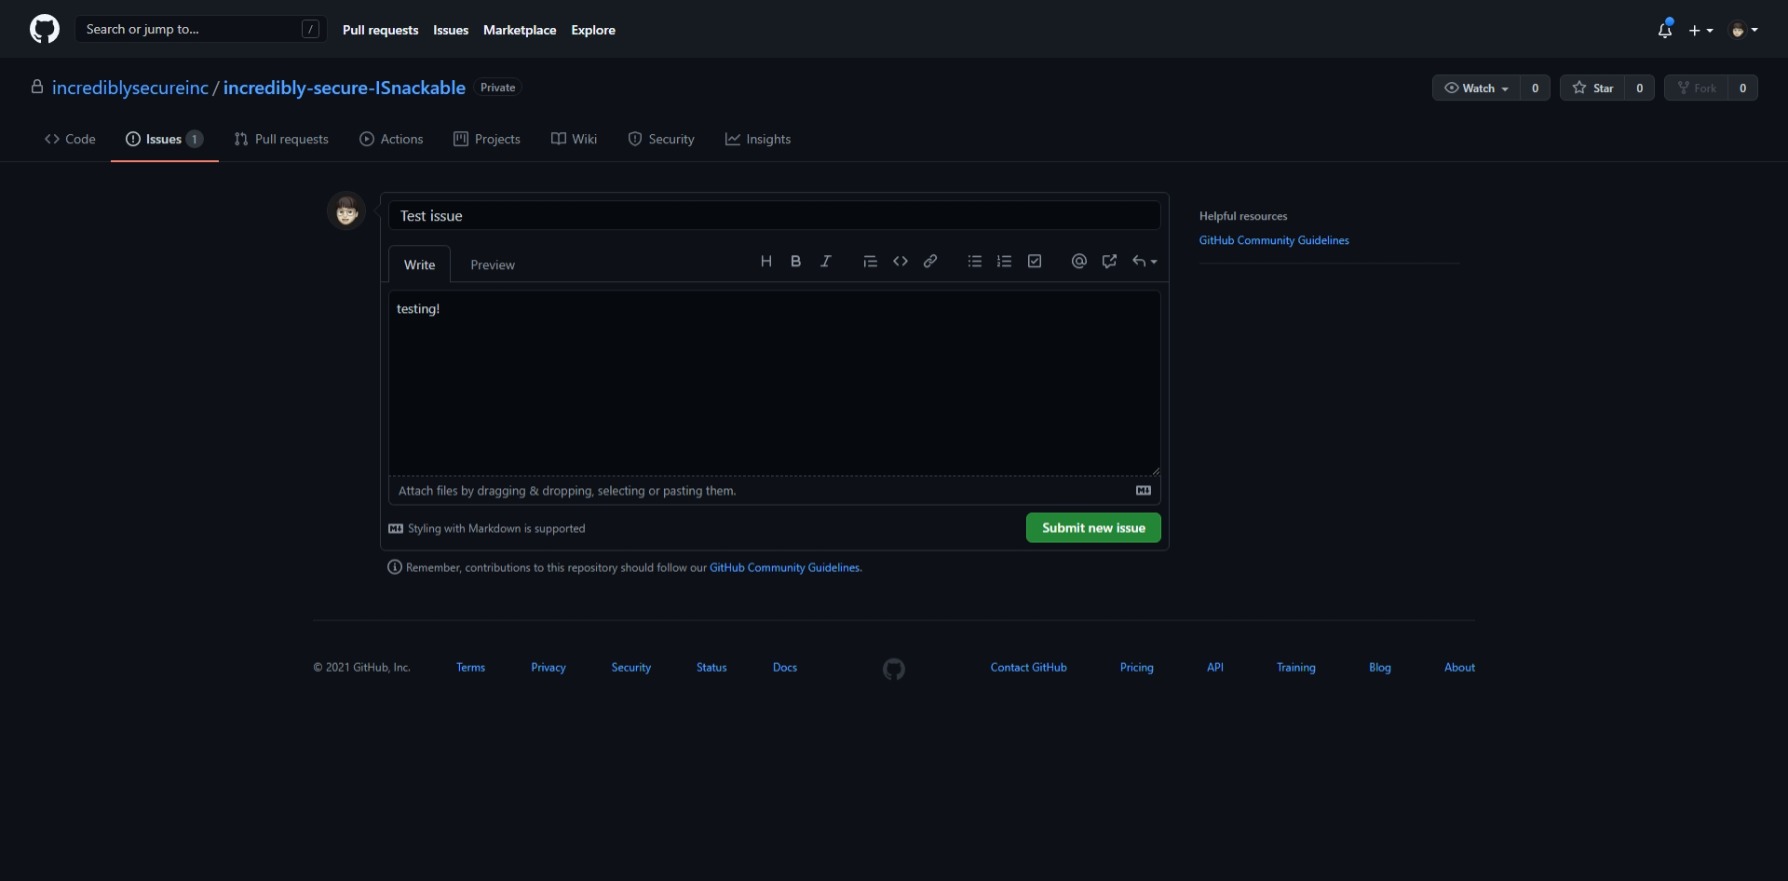 Search or jump to... /
Pull requests Issues Marketplace Explore
incrediblysecureinc / incredibly-secure-ISnackable Private
Watch 0 Star 0 Fork 0
Code Issues 1 Pull requests Actions Projects Wiki Security Insights
Test issue
Write Preview
testing!
Attach files by dragging & dropping, selecting or pasting them.
Styling with Markdown is supported
Submit new issue
Remember, contributions to this repository should follow our GitHub Community Guidelines.
Helpful resources
GitHub Community Guidelines
© 2021 GitHub, Inc. Terms Privacy Security Status Docs Contact GitHub Pricing API Training Blog About